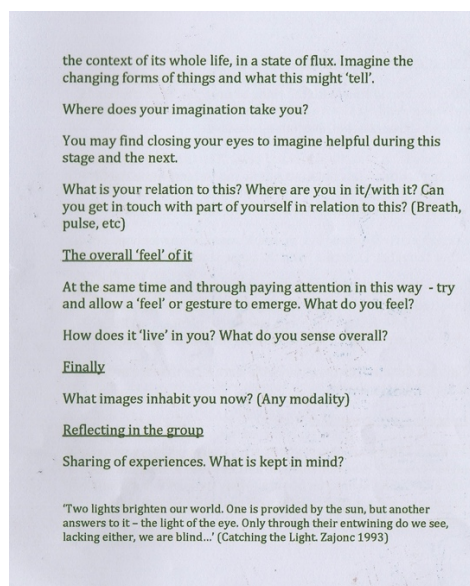 the context of its whole life, in a state of flux. Imagine the
changing forms of things and what this might ‘tell’.
Where does your imagination take you?
You may find closing your eyes to imagine helpful during this
stage and the next.
What is your relation to this? Where are you in it/with it? Can
you get in touch with part of yourself in relation to this? (Breath,
pulse, etc)
The overall ‘feel’ of it
At the same time and through paying attention in this way - try
and allow a ‘feel’ or gesture to emerge. What do you feel?
How does it ‘live’ in you? What do you sense overall?
Finally
What images inhabit you now? (Any modality)
Reflecting in the group
Sharing of experiences. What is kept in mind?
‘Two lights brighten our world. One is provided by the sun, but another
answers to it – the light of the eye. Only through their entwining do we see,
lacking either, we are blind...’ (Catching the Light. Zajonc 1993)